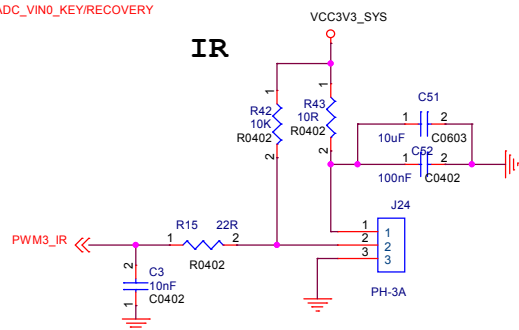 ADC_VIN0_KEY/RECOVERY
VCC3V3_SYS
IR
1 1
R42 R43
10K 10R
R0402 R0402
2 2
C51
1 2
10uF C0603
C52
1 2
100nF C0402
J24
R15 22R
1 2
R0402
PWM3_IR
1 1
2 2
3 3
PH-3A
2
C3
10nF
C0402
1